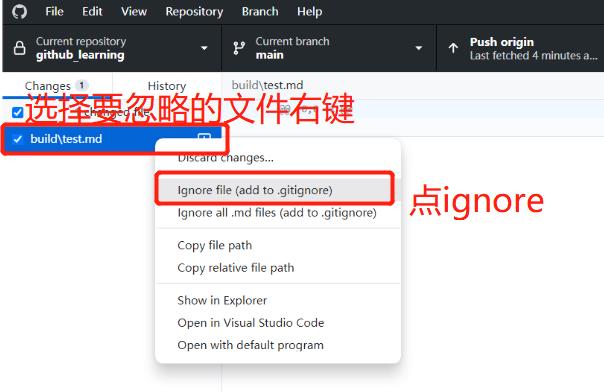 File Edit View Repository Branch Help
Current repository
github_learning
Current branch
main
Push origin
Last fetched 4 minutes a...
Changes 1
History
build\test.md
选择要忽略的文件右键
changed file
build\test.md
Discard changes...
Ignore file (add to .gitignore)
点ignore
Ignore all .md files (add to .gitignore)
Copy file path
Copy relative file path
Show in Explorer
Open in Visual Studio Code
Open with default program